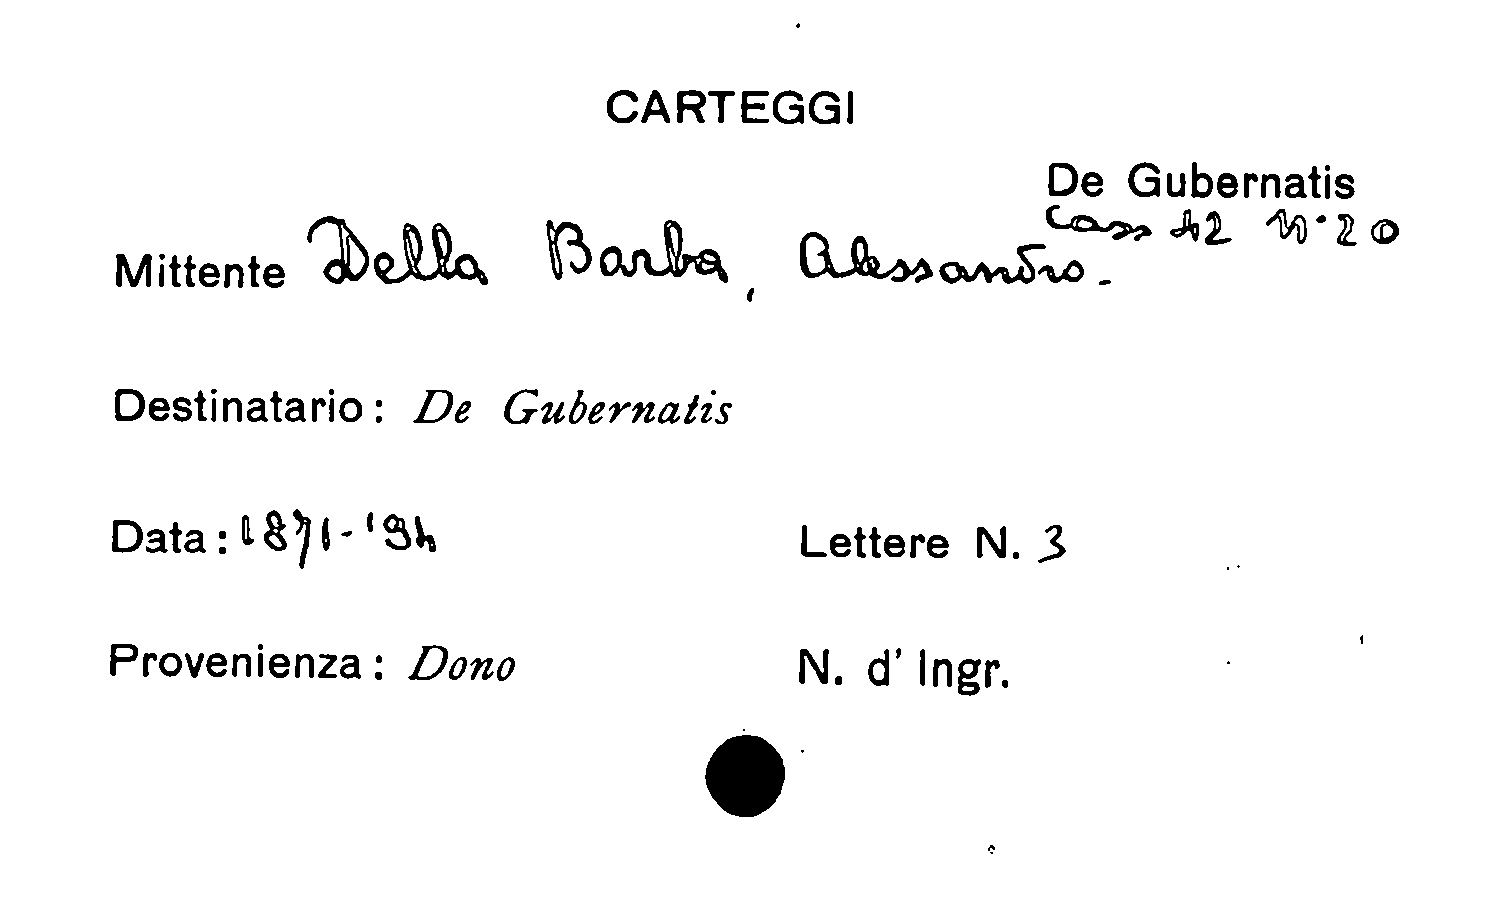 CARTEGGI
De Gubernatis
Cass 42 N° 20
Mittente Della Barba, Alessandro.
Destinatario: De Gubernatis
Data: 1871-'94
Lettere N. 3
Provenienza: Dono
N. d' Ingr.